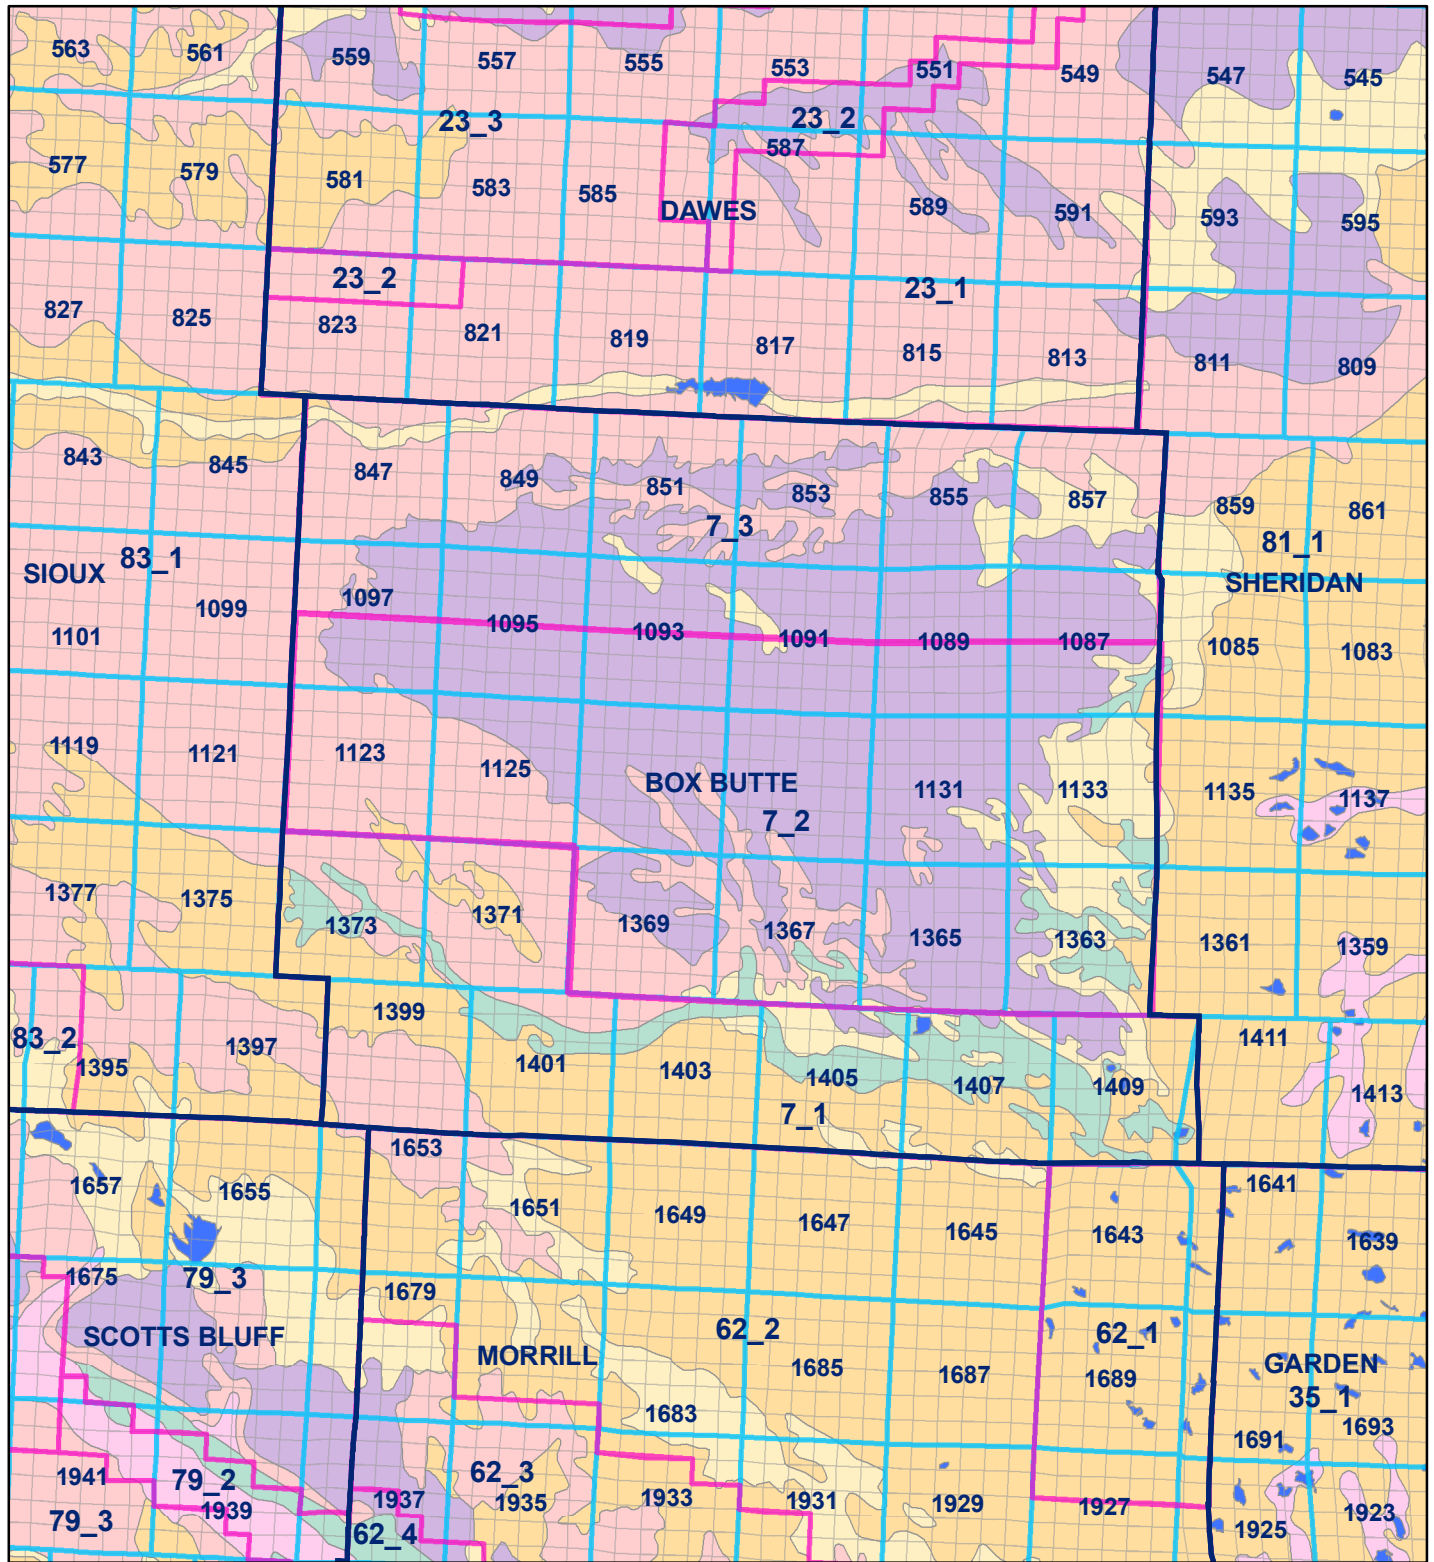 563 561 559 557 555 553 551 549 547 545
23_3 23_2
577 579 581 583 585 587 589 591 593 595
DAWES
23_2 23_1
827 825 823 821 819 817 815 813 811 809
843 845 847 849 851 853 855 857 859 861
7_3 81_1
SIOUX 83_1 SHERIDAN
1101 1099 1097 1095 1093 1091 1089 1087 1085 1083
1119 1121 1123 1125 1131 1133 1135 1137
BOX BUTTE
7_2
1377 1375 1373 1371 1369 1367 1365 1363 1361 1359
83_2
1395 1397 1399 1401 1403 1405 1407 1409 1411 1413
7_1
1657 1655 1653 1651 1649 1647 1645 1643 1641 1639
1675 79_3 1679
SCOTTS BLUFF MORRILL 62_2 62_1 GARDEN
1683 1685 1687 1689 35_1 1691 1693
79_2 62_3
1941 1939 1937 1935 1933 1931 1929 1927 1925 1923
79_3 62_4